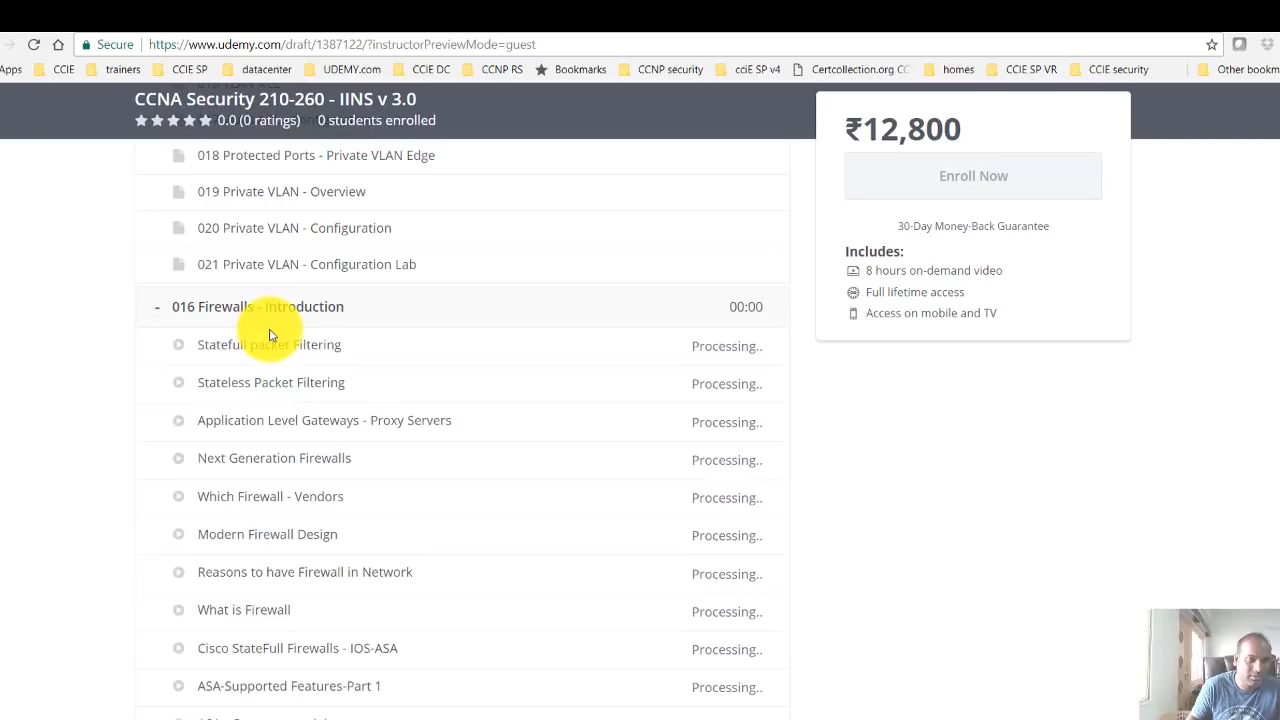 Secure https://www.udemy.com/draft/1387122/?instructorPreviewMode=guest
Apps CCIE trainers CCIE SP datacenter UDEMY.com CCIE DC CCNP RS Bookmarks CCNP security cciE SP v4 Certcollection.org CC homes CCIE SP VR CCIE security Other bookm
CCNA Security 210-260 - IINS v 3.0
0.0 (0 ratings) 0 students enrolled
₹12,800
Enroll Now
30-Day Money-Back Guarantee
Includes:
8 hours on-demand video
Full lifetime access
Access on mobile and TV
018 Protected Ports - Private VLAN Edge
019 Private VLAN - Overview
020 Private VLAN - Configuration
021 Private VLAN - Configuration Lab
- 016 Firewalls - Introduction 00:00
Statefull packet Filtering Processing..
Stateless Packet Filtering Processing..
Application Level Gateways - Proxy Servers Processing..
Next Generation Firewalls Processing..
Which Firewall - Vendors Processing..
Modern Firewall Design Processing..
Reasons to have Firewall in Network Processing..
What is Firewall Processing..
Cisco StateFull Firewalls - IOS-ASA Processing..
ASA-Supported Features-Part 1 Processing..